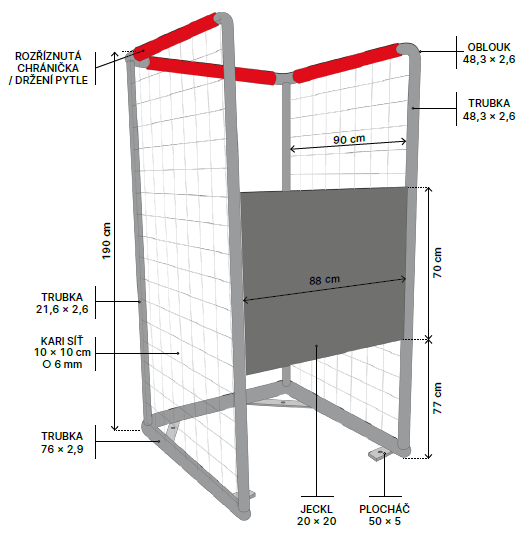 ROZŘÍZNUTÁ
CHRÁNIČKA
/ DRŽENÍ PYTLE
OBLOUK
48,3 × 2,6
TRUBKA
48,3 × 2,6
90 cm
190 cm
70 cm
88 cm
TRUBKA
21,6 × 2,6
KARI SÍŤ
10 × 10 cm
O 6 mm
77 cm
TRUBKA
76 × 2,9
JECKL
20 × 20
PLOCHÁČ
50 × 5